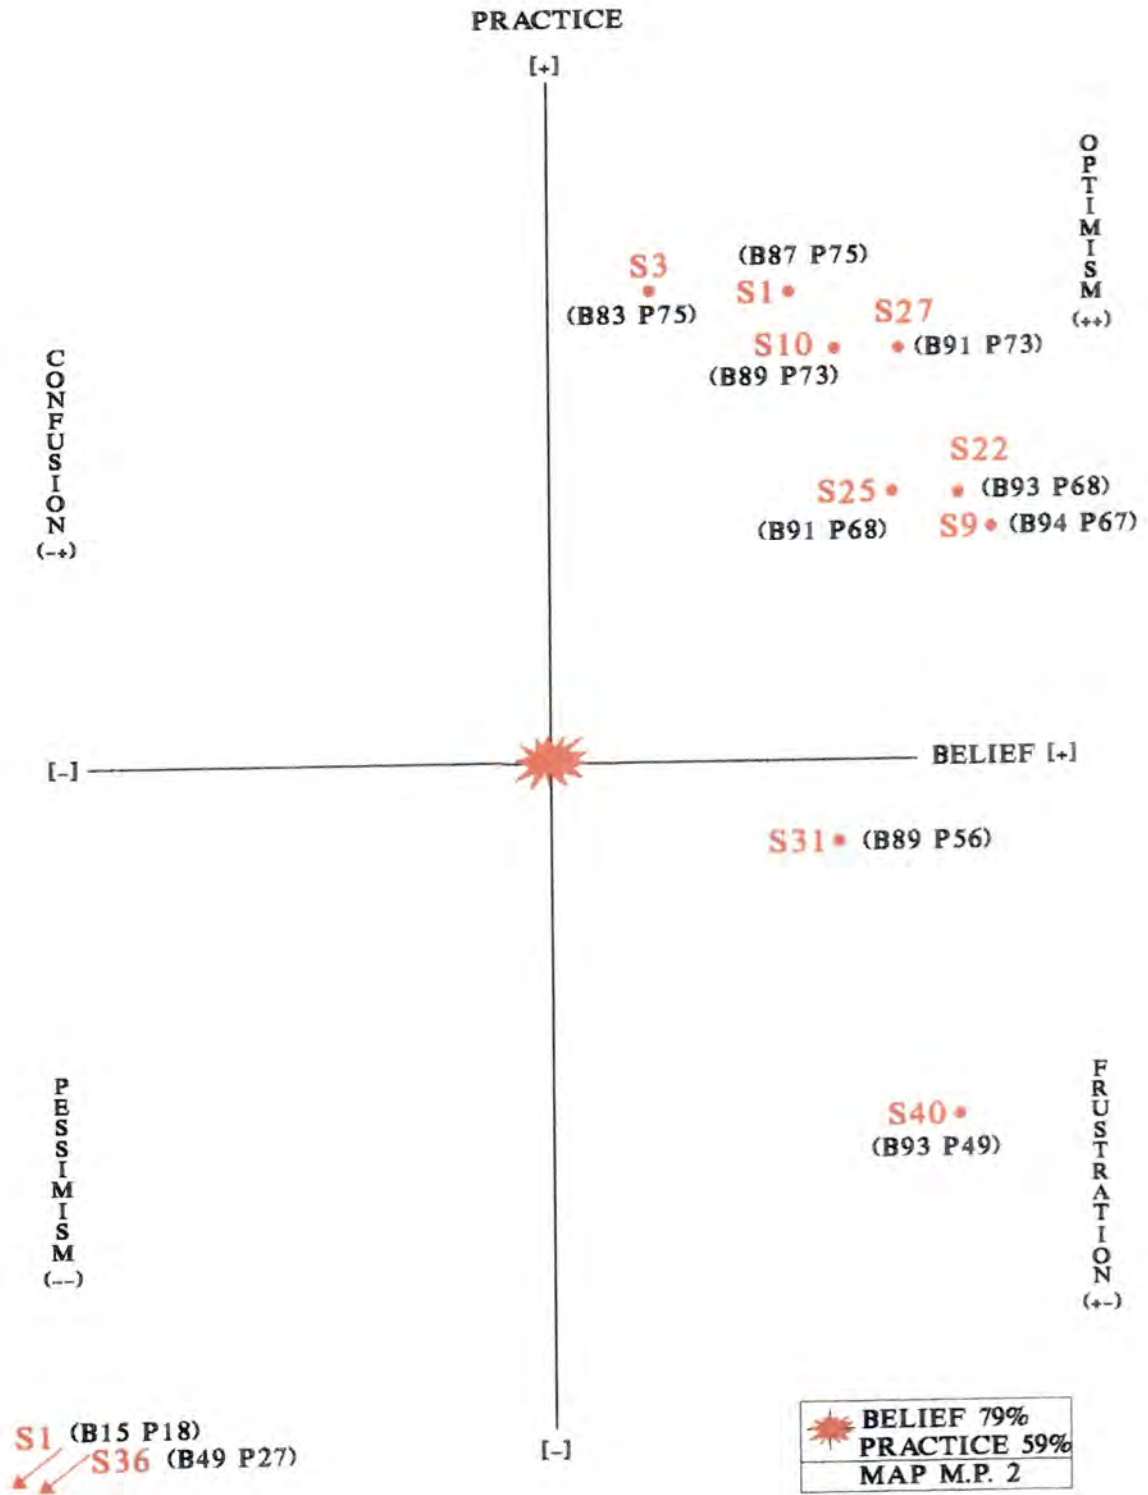 PRACTICE
[+]
OPTIMISM
(++)
(B87 P75)
S3
S1
(B83 P75)
S27
S10
(B91 P73)
(B89 P73)
CONFUSION
(-+)
S22
S25
(B93 P68)
(B91 P68)
S9
(B94 P67)
[-]
BELIEF [+]
S31
(B89 P56)
PESSIMISM
(--)
S40
(B93 P49)
FRUSTRATION
(+-)
S1 (B15 P18)
S36 (B49 P27)
[-]
BELIEF 79%
PRACTICE 59%
MAP M.P. 2